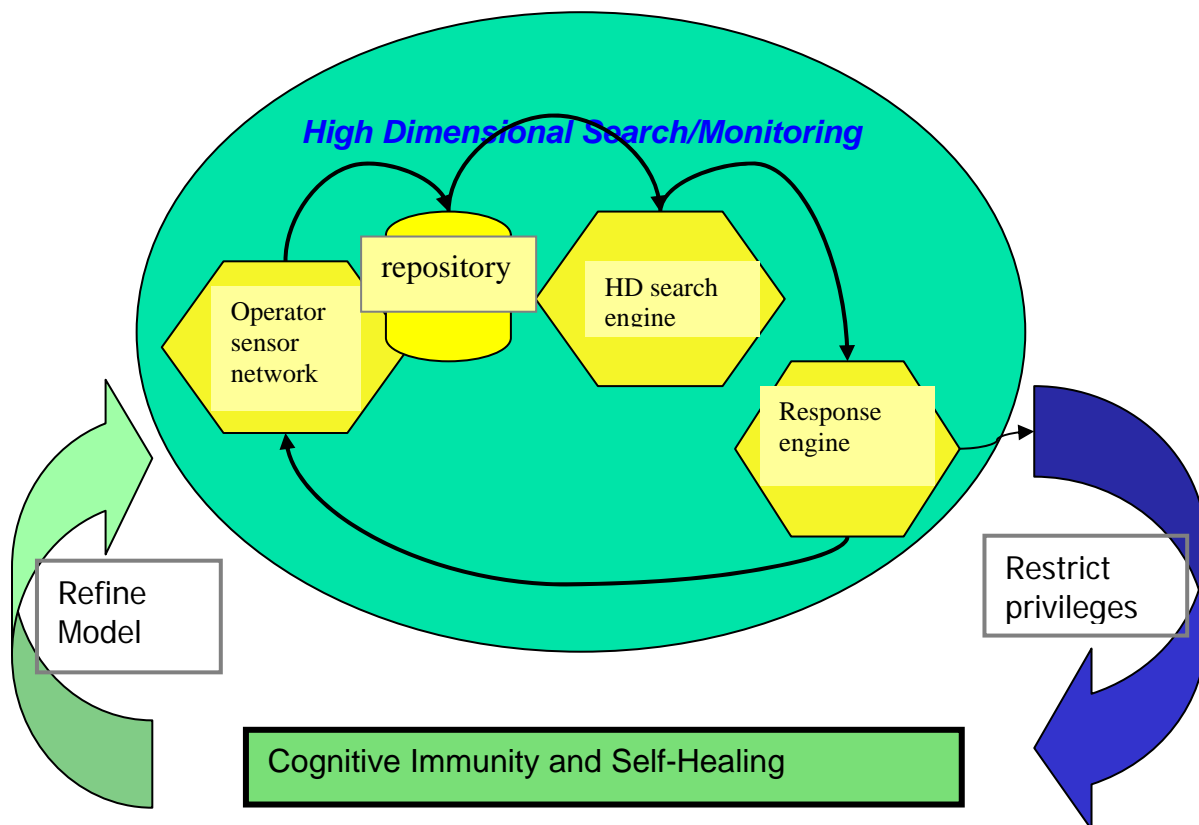 High Dimensional Search/Monitoring
repository
HD search
engine
Operator
sensor
network
Response
engine
Refine
Model
Restrict
privileges
Cognitive Immunity and Self-Healing